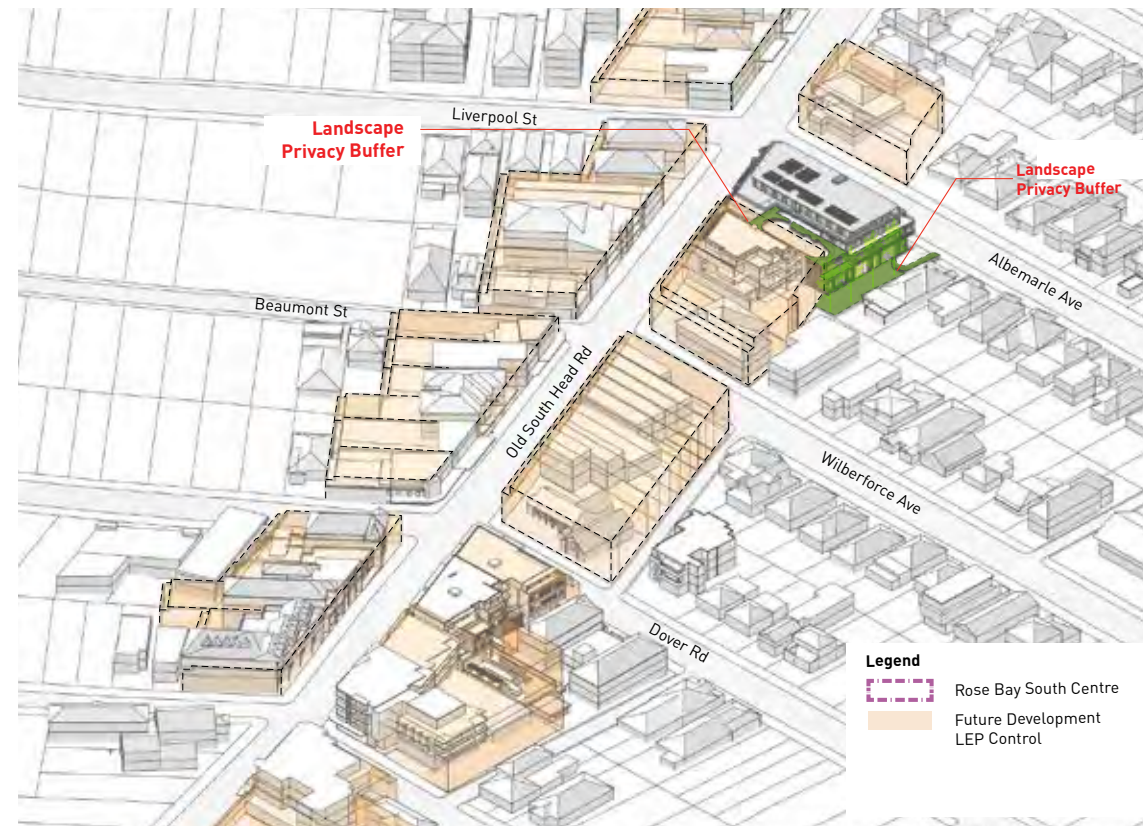 Liverpool St
Landscape
Privacy Buffer
Landscape
Privacy Buffer
Albemarle Ave
Beaumont St
Old South Head Rd
Wilberforce Ave
Dover Rd
Legend
Rose Bay South Centre
Future Development
LEP Control